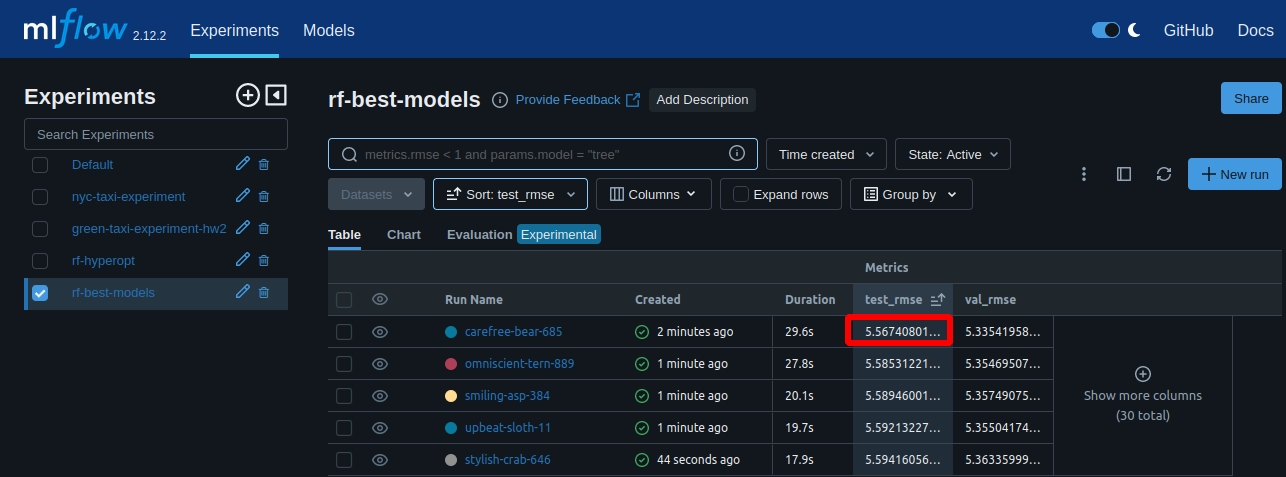 mlflow 2.12.2 Experiments Models GitHub Docs
Experiments
Search Experiments
Default
nyc-taxi-experiment
green-taxi-experiment-hw2
rf-hyperopt
rf-best-models
rf-best-models Provide Feedback Add Description Share
metrics.rmse < 1 and params.model = "tree" Time created State: Active
Datasets Sort: test_rmse Columns Expand rows Group by New run
Table Chart Evaluation Experimental
Metrics
Run Name Created Duration test_rmse val_rmse
carefree-bear-685 2 minutes ago 29.6s 5.56740801... 5.33541958...
omniscient-tern-889 1 minute ago 27.8s 5.58531221... 5.35469507...
smiling-asp-384 1 minute ago 20.1s 5.58946001... 5.35749075...
upbeat-sloth-11 1 minute ago 19.7s 5.59213227... 5.35504174...
stylish-crab-646 44 seconds ago 17.9s 5.59416056... 5.36335999...
Show more columns
(30 total)